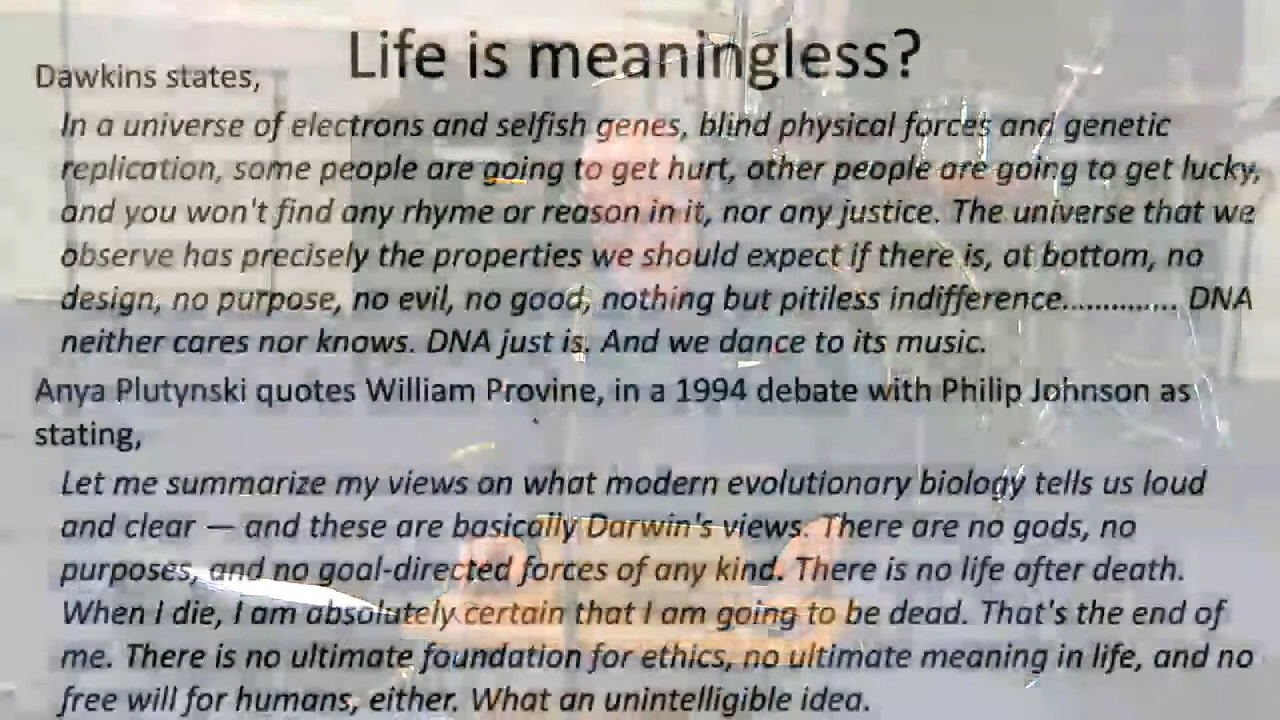 Life is meaningless?
Dawkins states,
In a universe of electrons and selfish genes, blind physical forces and genetic
replication, some people are going to get hurt, other people are going to get lucky,
and you won't find any rhyme or reason in it, nor any justice. The universe that we
observe has precisely the properties we should expect if there is, at bottom, no
design, no purpose, no evil, no good, nothing but pitiless indifference.............. DNA
neither cares nor knows. DNA just is. And we dance to its music.
Anya Plutynski quotes William Provine, in a 1994 debate with Philip Johnson as
stating,
Let me summarize my views on what modern evolutionary biology tells us loud
and clear — and these are basically Darwin's views. There are no gods, no
purposes, and no goal-directed forces of any kind. There is no life after death.
When I die, I am absolutely certain that I am going to be dead. That's the end of
me. There is no ultimate foundation for ethics, no ultimate meaning in life, and no
free will for humans, either. What an unintelligible idea.